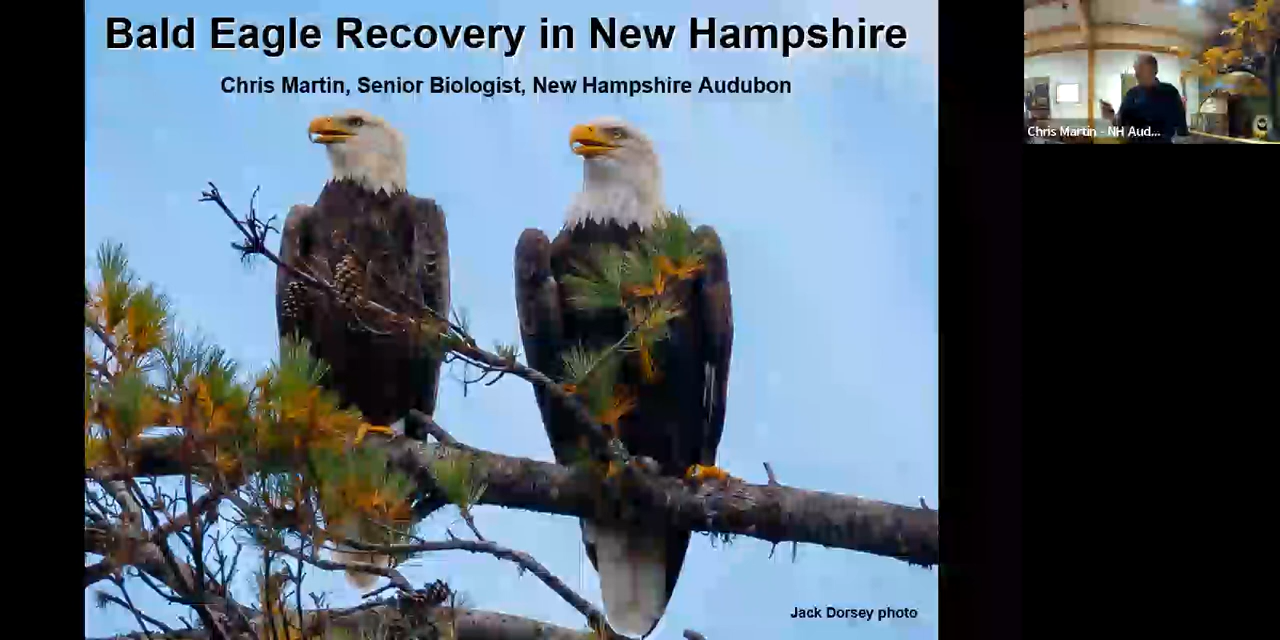 Bald Eagle Recovery in New Hampshire
Chris Martin, Senior Biologist, New Hampshire Audubon
Chris Martin - NH Aud...
Jack Dorsey photo